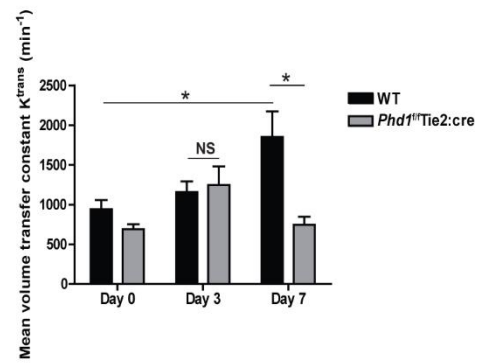 Mean volume transfer constant Kᵗʳᵃⁿˢ (min⁻¹)
2500
2000
1500
1000
500
0
*
NS
*
WT
Phd1ᶠ/ᶠTie2:cre
Day 0
Day 3
Day 7